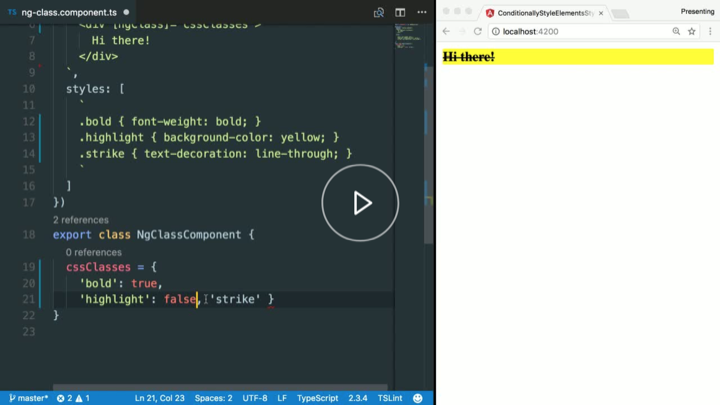 ng-class.component.ts
ConditionallyStyleElementsSt
Presenting
localhost:4200
<div [ngClass]="cssClasses">
7 Hi there!
8 </div>
9 `,
10 styles: [
11 `
12 .bold { font-weight: bold; }
13 .highlight { background-color: yellow; }
14 .strike { text-decoration: line-through; }
15 `
16 ]
17 })
2 references
18 export class NgClassComponent {
0 references
19 cssClasses = {
20 'bold': true,
21 'highlight': false, 'strike' }
22 }
23
Hi there!
master* 2 1 Ln 21, Col 23 Spaces: 2 UTF-8 LF TypeScript 2.3.4 TSLint